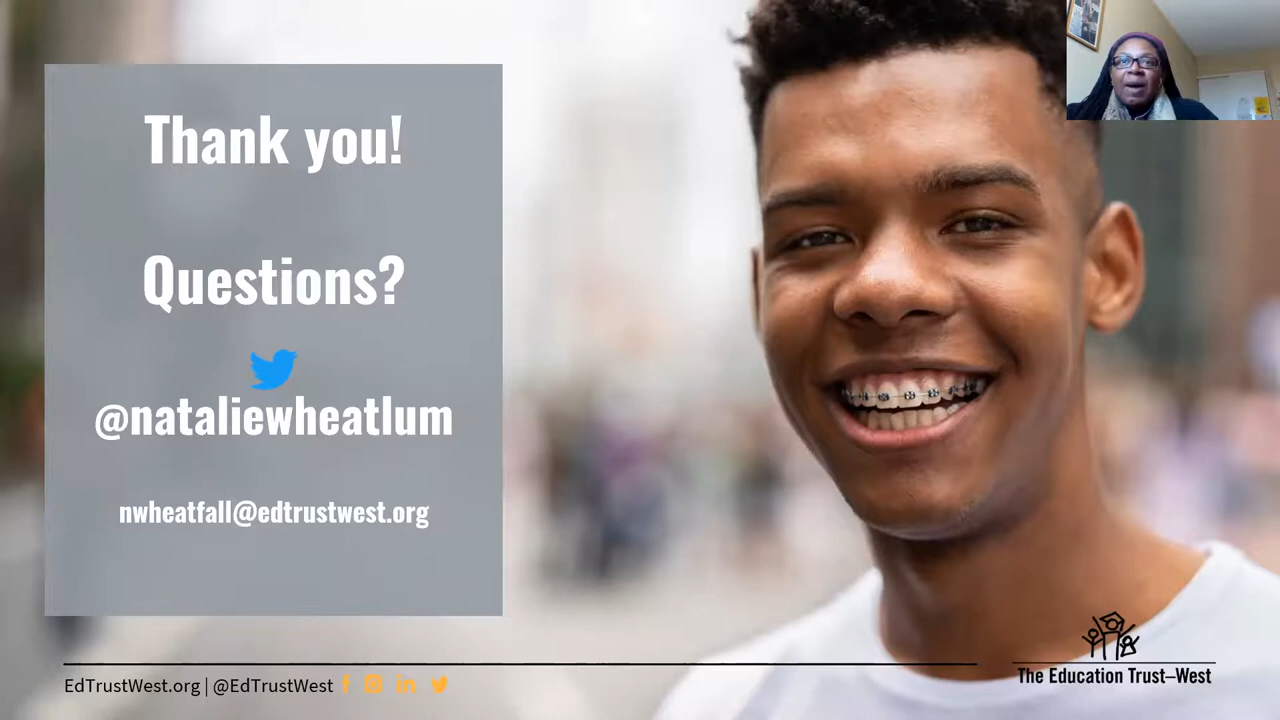 Thank you!
Questions?
@nataliewheatlum
nwheatfall@edtrustwest.org
EdTrustWest.org | @EdTrustWest
The Education Trust–West